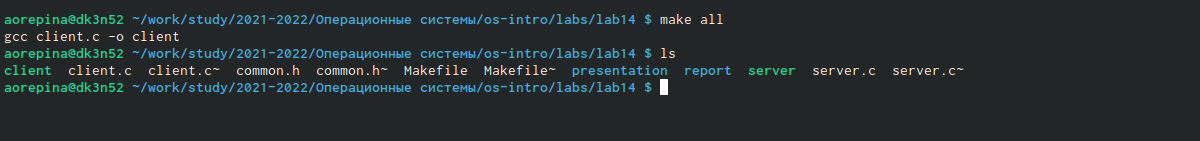 aorepina@dk3n52 ~/work/study/2021-2022/Операционные системы/os-intro/labs/lab14 $ make all
gcc client.c -o client
aorepina@dk3n52 ~/work/study/2021-2022/Операционные системы/os-intro/labs/lab14 $ ls
client  client.c  client.c~  common.h  common.h~  Makefile  Makefile~  presentation  report  server  server.c  server.c~
aorepina@dk3n52 ~/work/study/2021-2022/Операционные системы/os-intro/labs/lab14 $